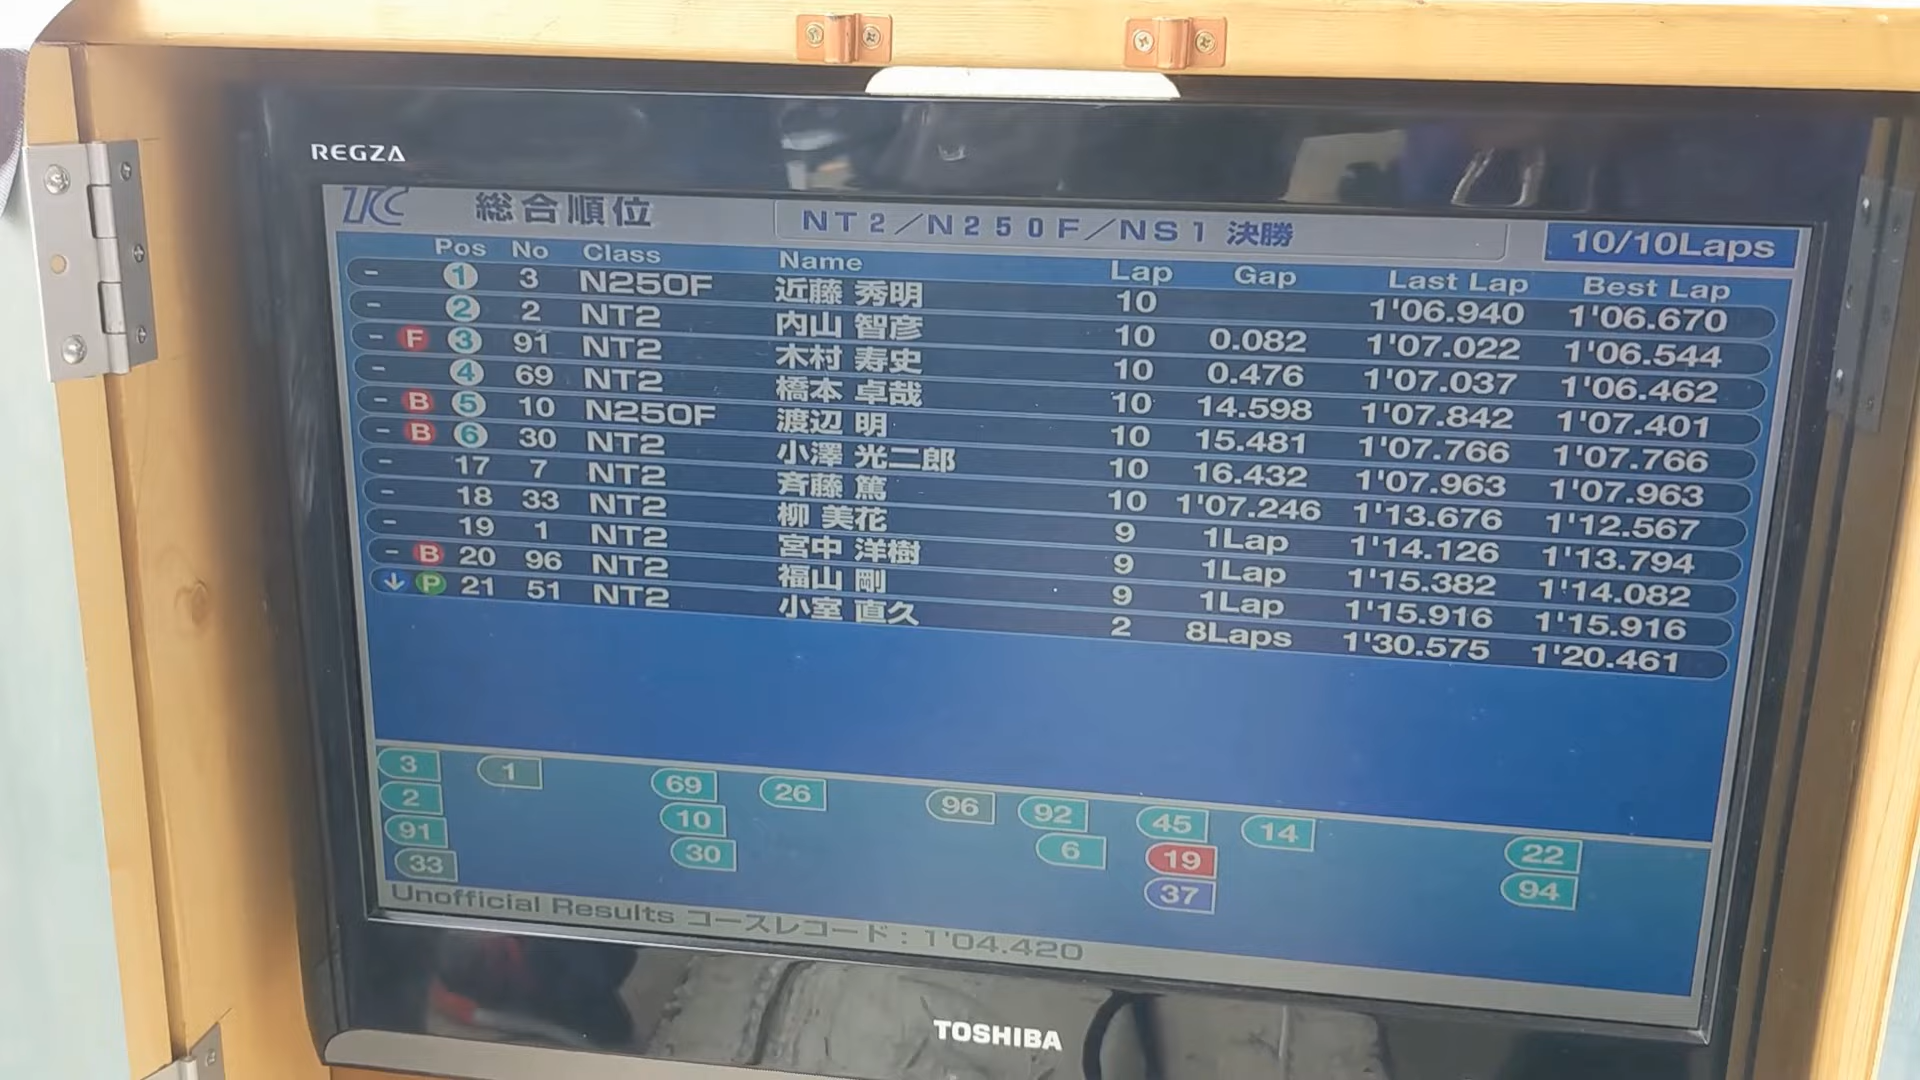 REGZA
TC 総合順位 NT2/N250F/NS1 決勝 10/10Laps
Pos No Class Name Lap Gap Last Lap Best Lap
- 1 3 N250F 近藤 秀明 10 1'06.940 1'06.670
- 2 2 NT2 内山 智彦 10 0.082 1'07.022 1'06.544
- F 3 91 NT2 木村 寿史 10 0.476 1'07.037 1'06.462
- 4 69 NT2 橋本 卓哉 10 14.598 1'07.842 1'07.401
- B 5 10 N250F 渡辺 明 10 15.481 1'07.766 1'07.766
- B 6 30 NT2 小澤 光二郎 10 16.432 1'07.963 1'07.963
- 17 7 NT2 斉藤 篤 10 1'07.246 1'13.676 1'12.567
- 18 33 NT2 柳 美花 9 1Lap 1'14.126 1'13.794
- 19 1 NT2 宮中 洋樹 9 1Lap 1'15.382 1'14.082
- B 20 96 NT2 福山 剛 9 1Lap 1'15.916 1'15.916
↓ P 21 51 NT2 小室 直久 2 8Laps 1'30.575 1'20.461
3 1 69 26 96 92 45 14 22
2 10 6 19 94
91 30 37
33
Unofficial Results コースレコード : 1'04.420
TOSHIBA